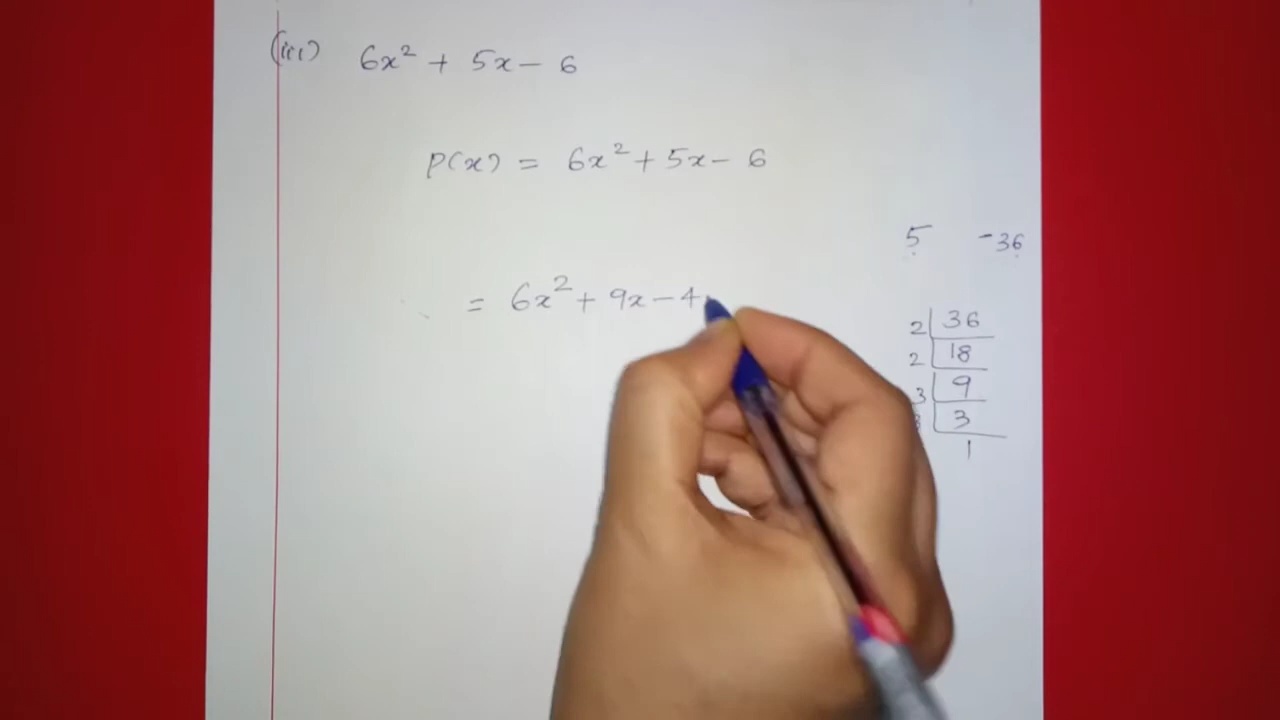 (iii) 6x² + 5x - 6
p(x) = 6x² + 5x - 6
5 -36
= 6x² + 9x - 4
2 | 36
2 | 18
3 | 9
3
1